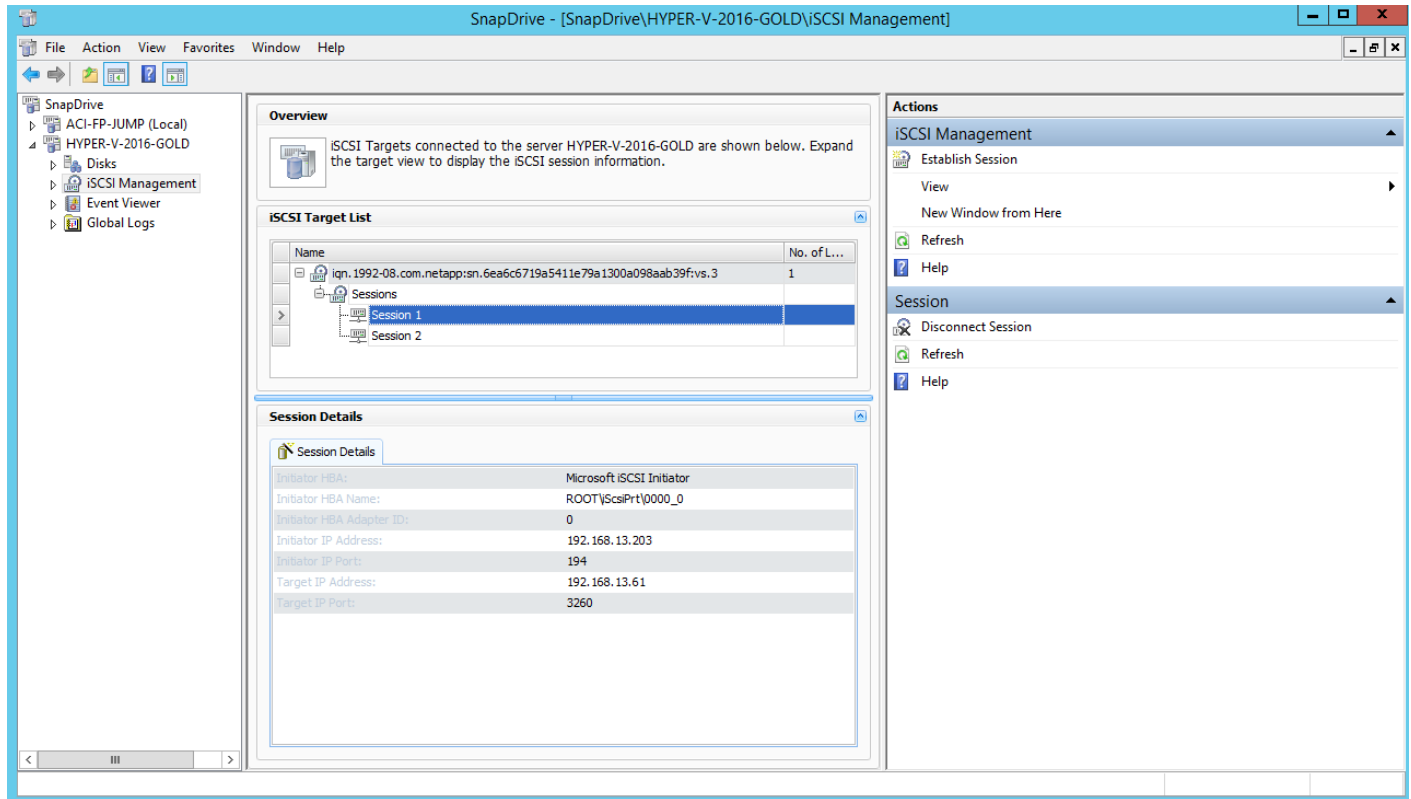 SnapDrive - [SnapDrive\HYPER-V-2016-GOLD\iSCSI Management]
File Action View Favorites Window Help
SnapDrive
ACI-FP-JUMP (Local)
HYPER-V-2016-GOLD
Disks
iSCSI Management
Event Viewer
Global Logs
Overview
iSCSI Targets connected to the server HYPER-V-2016-GOLD are shown below. Expand
the target view to display the iSCSI session information.
iSCSI Target List
Name No. of L...
iqn.1992-08.com.netapp:sn.6ea6c6719a5411e79a1300a098aab39f:vs.3 1
Sessions
Session 1
Session 2
Session Details
Session Details
Initiator HBA: Microsoft iSCSI Initiator
Initiator HBA Name: ROOT\iScsiPrt\0000_0
Initiator HBA Adapter ID: 0
Initiator IP Address: 192.168.13.203
Initiator IP Port: 194
Target IP Address: 192.168.13.61
Target IP Port: 3260
Actions
iSCSI Management
Establish Session
View
New Window from Here
Refresh
Help
Session
Disconnect Session
Refresh
Help